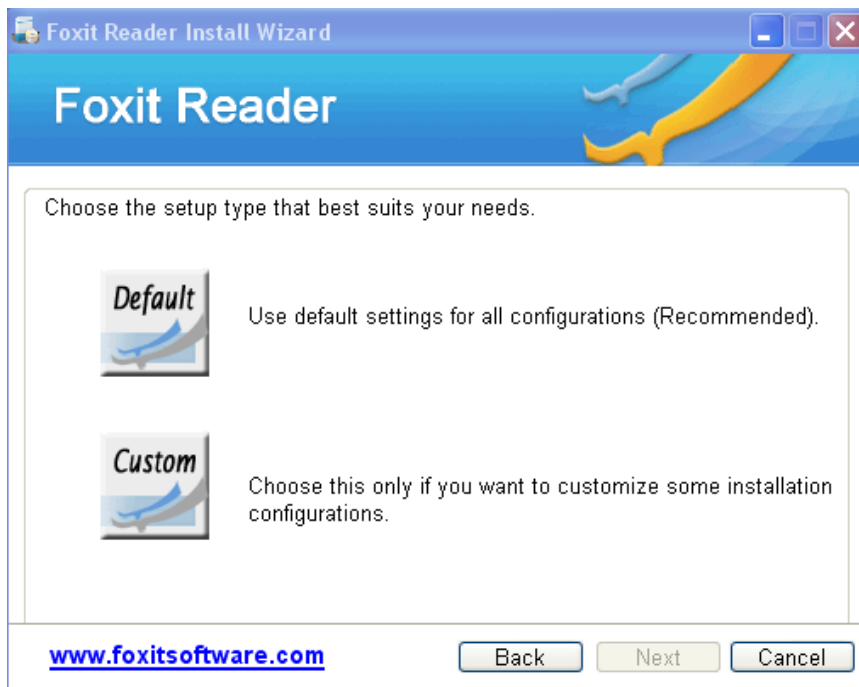 Foxit Reader Install Wizard
Foxit Reader
Choose the setup type that best suits your needs.
Default
Use default settings for all configurations (Recommended).
Custom
Choose this only if you want to customize some installation
configurations.
www.foxitsoftware.com
Back
Next
Cancel